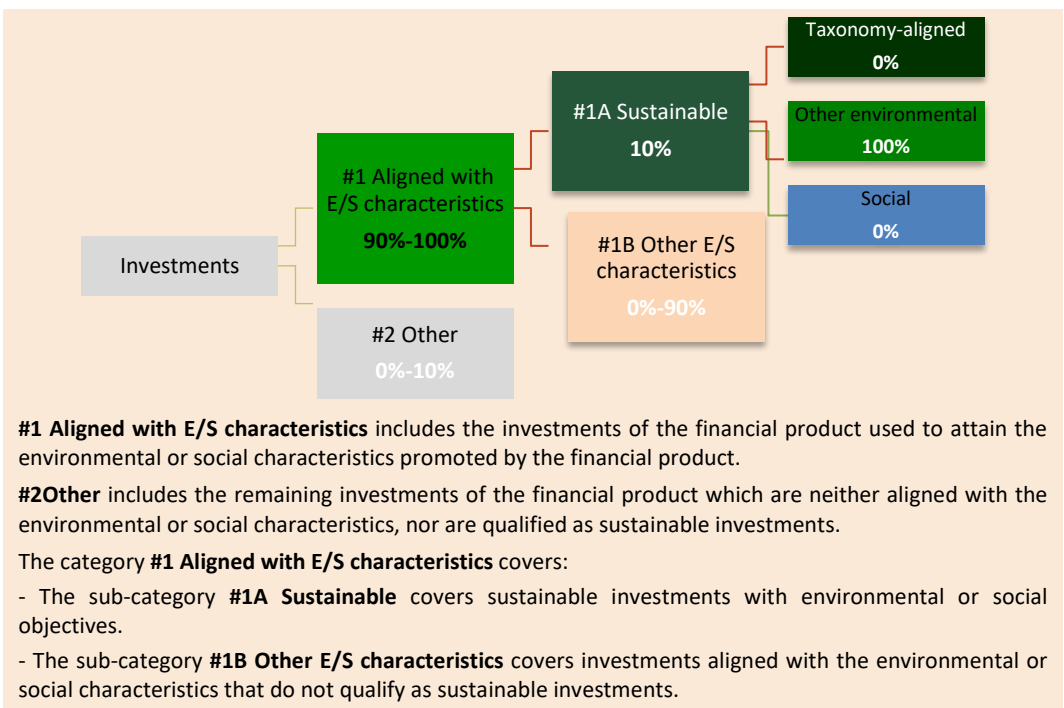 Taxonomy-aligned
0%
#1A Sustainable
10%
Other environmental
100%
#1 Aligned with
E/S characteristics
90%-100%
Social
0%
#1B Other E/S
characteristics
0%-90%
Investments
#2 Other
0%-10%
#1 Aligned with E/S characteristics includes the investments of the financial product used to attain the
environmental or social characteristics promoted by the financial product.
#2Other includes the remaining investments of the financial product which are neither aligned with the
environmental or social characteristics, nor are qualified as sustainable investments.
The category #1 Aligned with E/S characteristics covers:
- The sub-category #1A Sustainable covers sustainable investments with environmental or social
objectives.
- The sub-category #1B Other E/S characteristics covers investments aligned with the environmental or
social characteristics that do not qualify as sustainable investments.